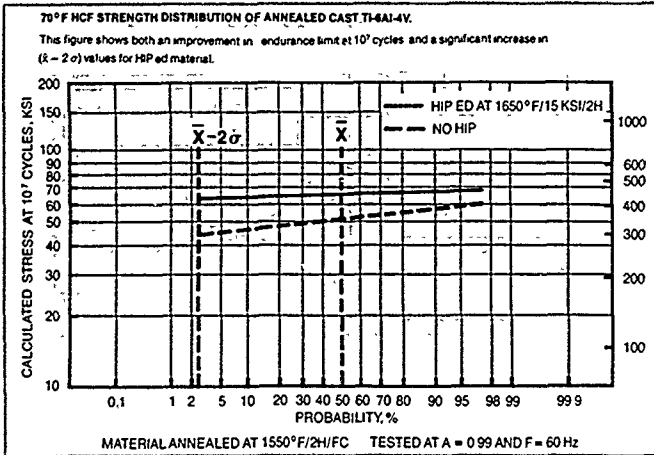 70°F HCF STRENGTH DISTRIBUTION OF ANNEALED CAST TI-6AI-4V.
This figure shows both an improvement in endurance limit at 10⁷ cycles and a significant increase in
(x̄ – 2 σ) values for HIP ed material.
200
150
100
90
80
70
60
50
40
30
20
10
CALCULATED STRESS AT 10⁷ CYCLES, KSI
X̄ -2σ
X̄
HIP ED AT 1650°F/15 KSI/2H
NO HIP
1000
600
500
400
300
200
100
0,1 1 2 5 10 20 30 40 50 60 70 80 90 95 98 99 99 9
PROBABILITY, %
MATERIAL ANNEALED AT 1550°F/2H/FC TESTED AT A = 0 99 AND F = 60 Hz